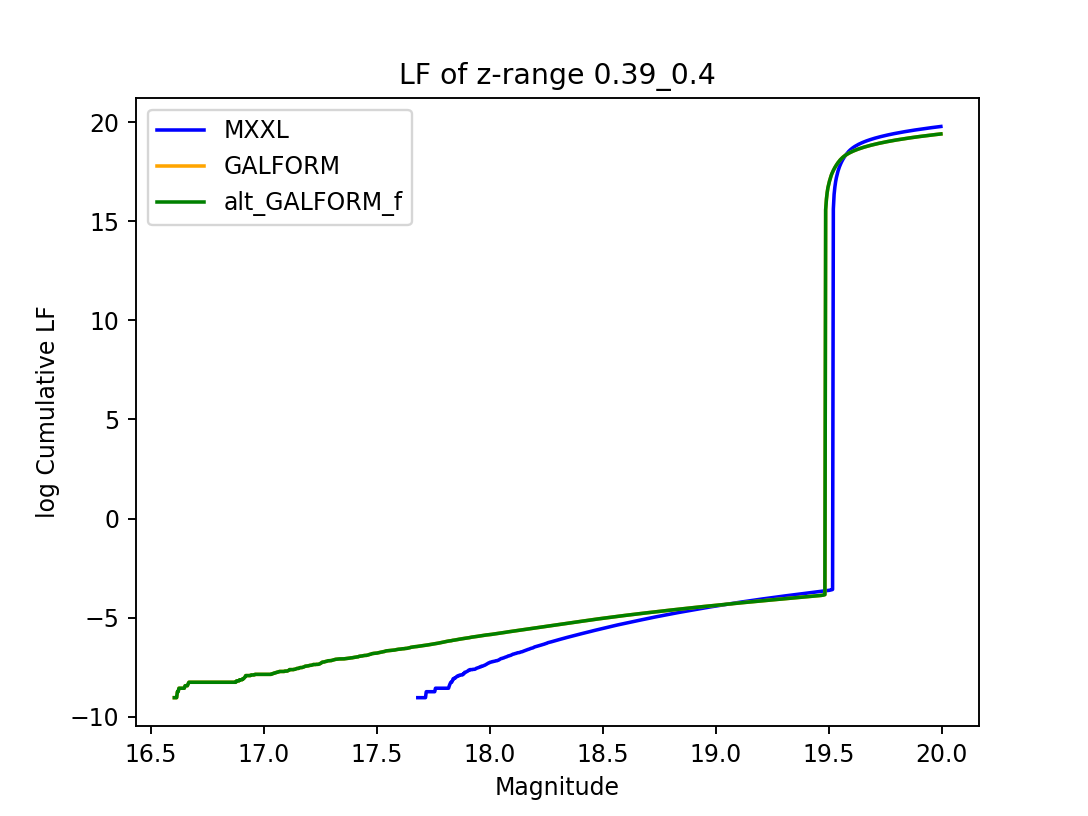 LF of z-range 0.39_0.4
MXXL
GALFORM
alt_GALFORM_f
log Cumulative LF
20
15
10
5
0
−5
−10
16.5 17.0 17.5 18.0 18.5 19.0 19.5 20.0
Magnitude